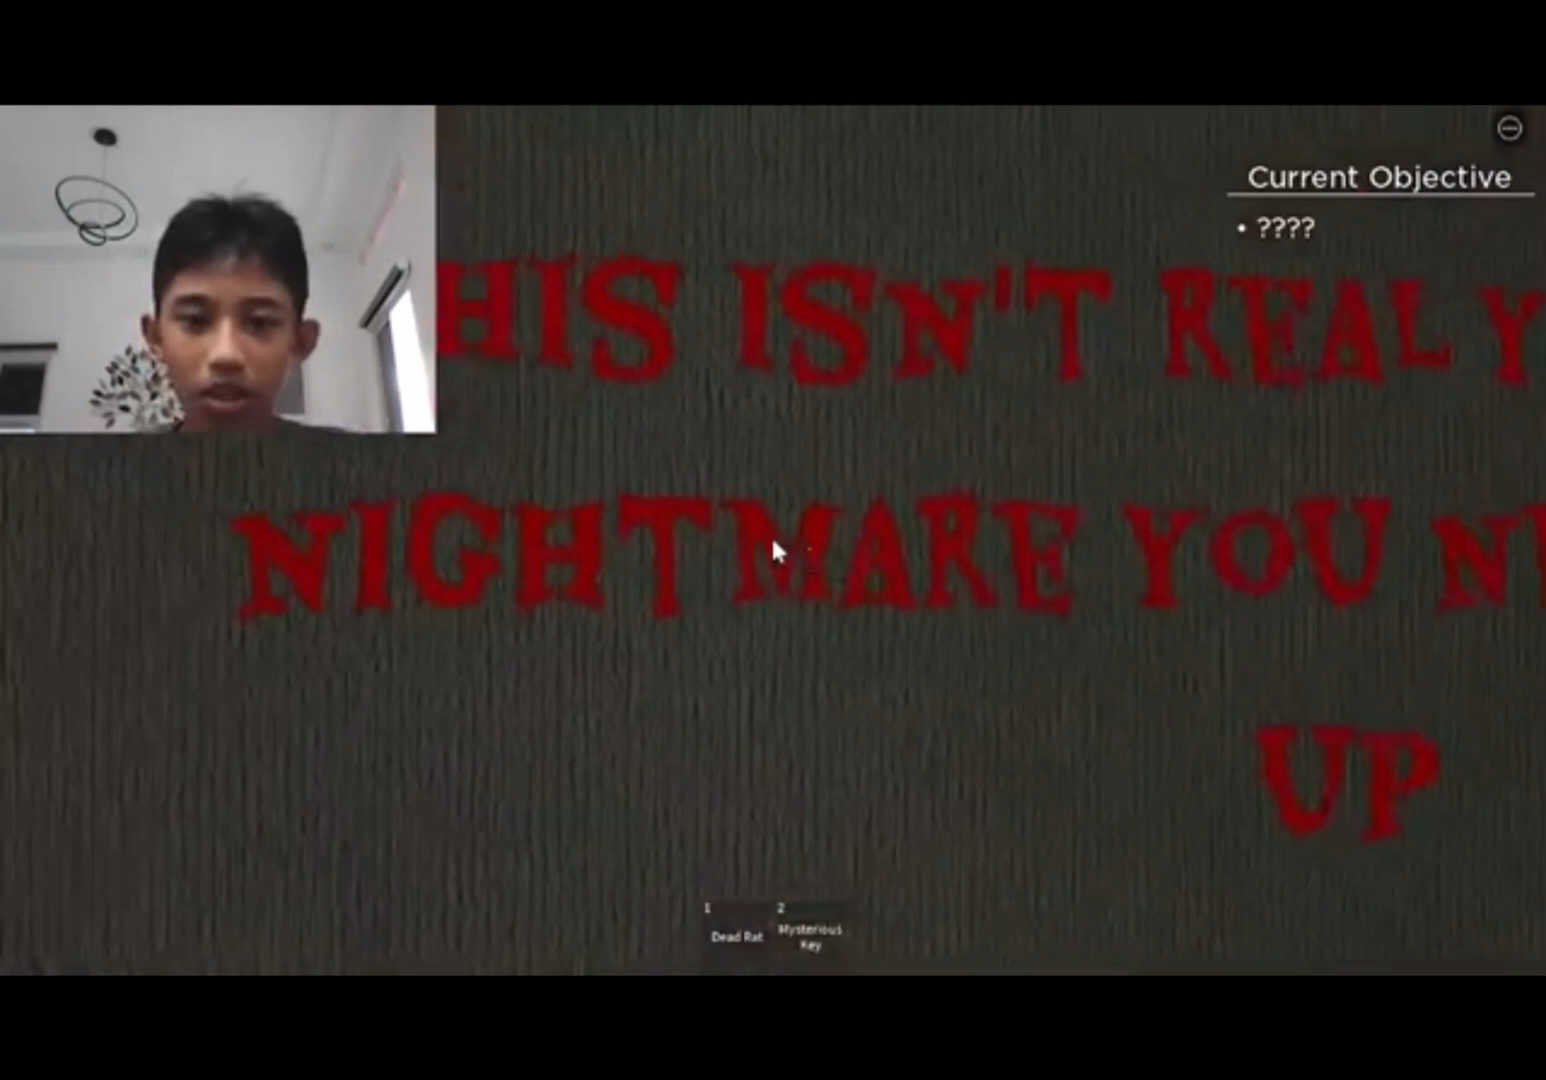 Current Objective
• ????
HIS ISN'T REAL Y
NIGHTMARE YOU N
UP
1 2
Dead Rat Mysterious
Key